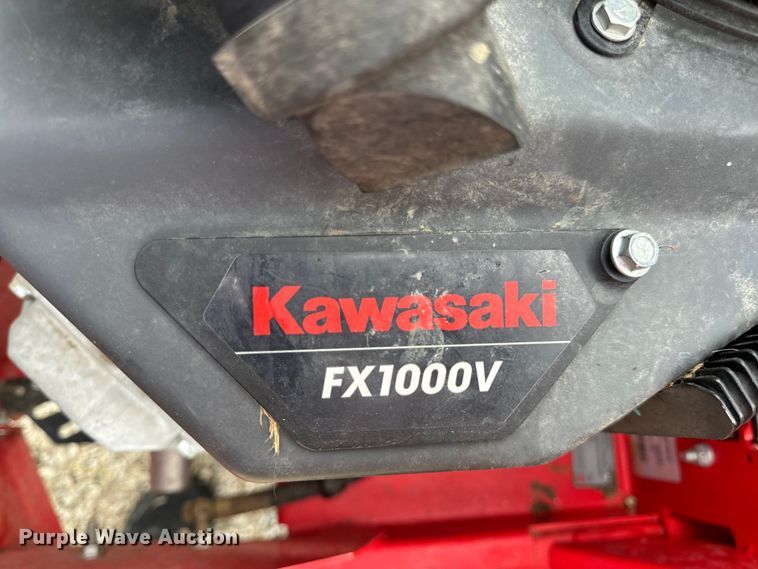 Kawasaki
FX1000V
Purple Wave Auction